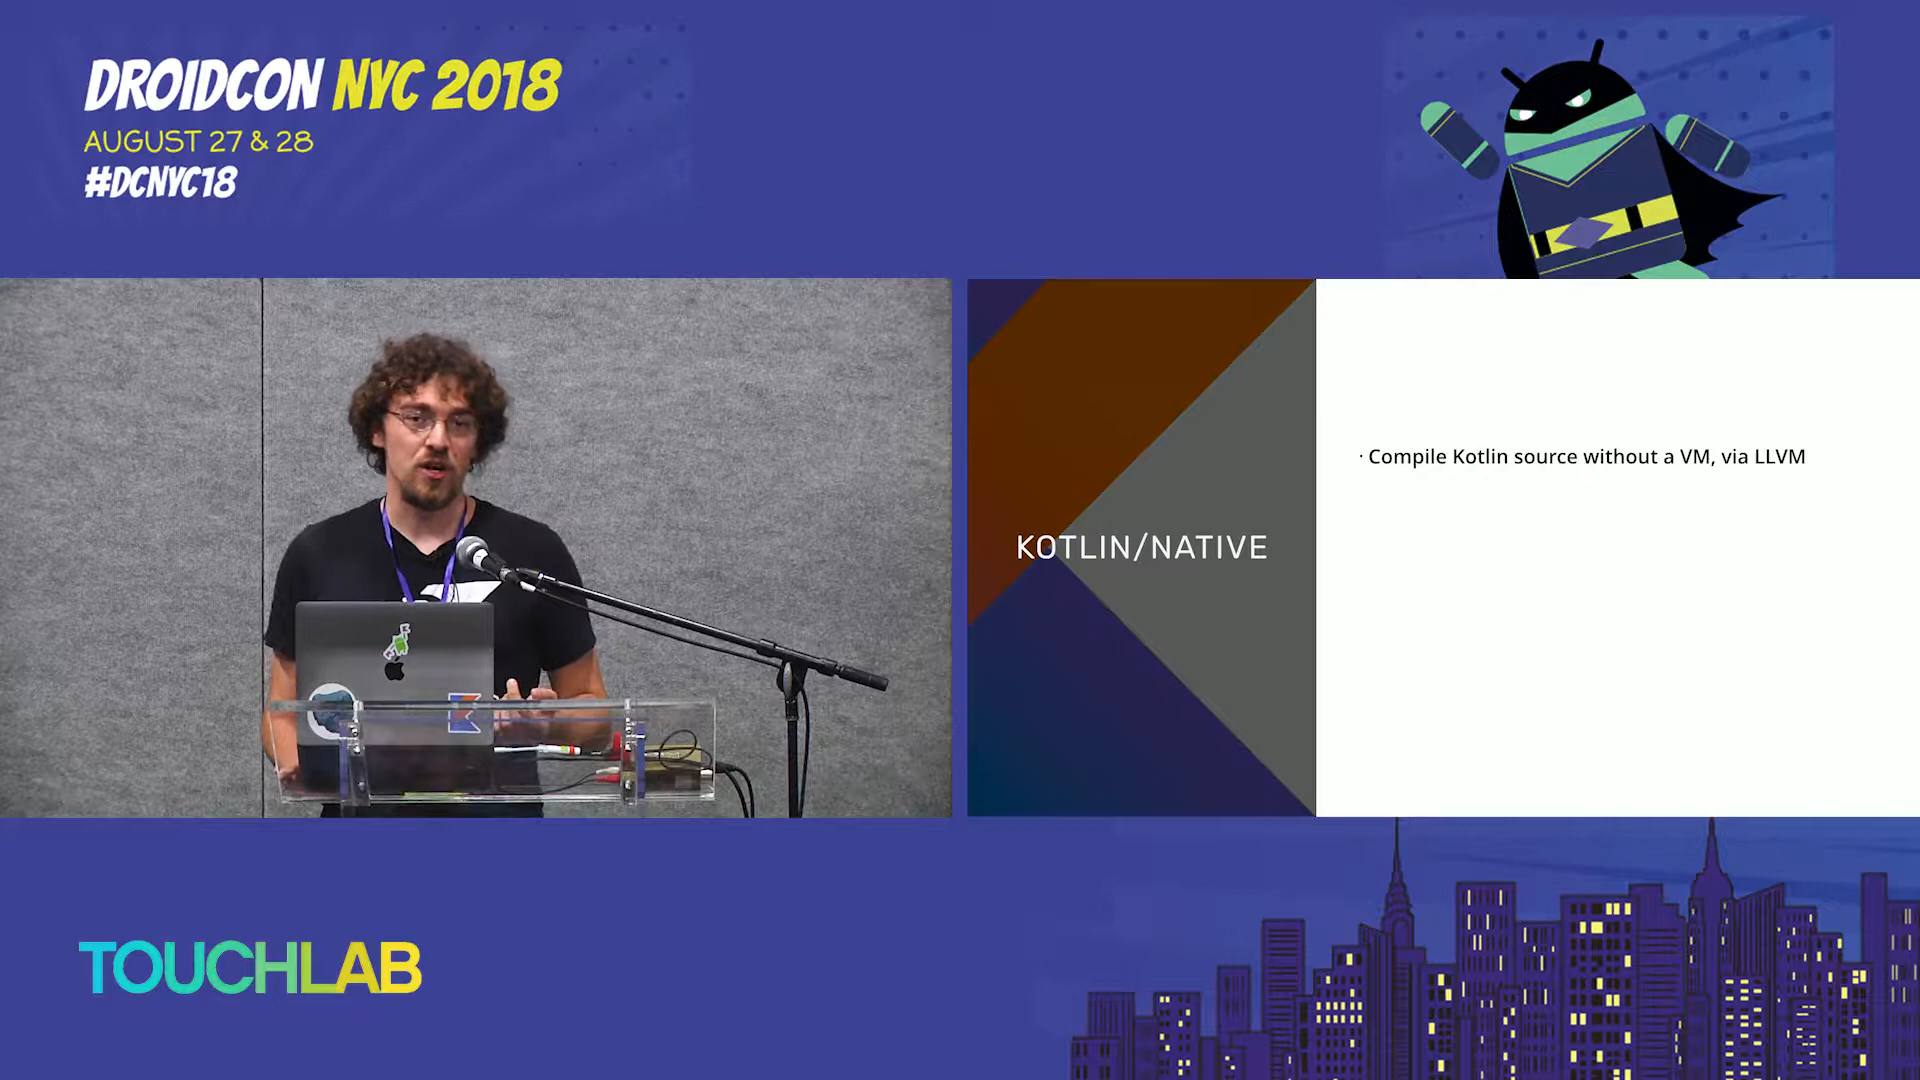 DROIDCON NYC 2018
AUGUST 27 & 28
#DCNYC18
KOTLIN/NATIVE
· Compile Kotlin source without a VM, via LLVM
TOUCHLAB